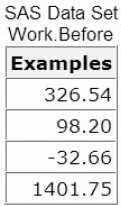 SAS Data Set
Work.Before
Examples
326.54
98.20
-32.66
1401.75